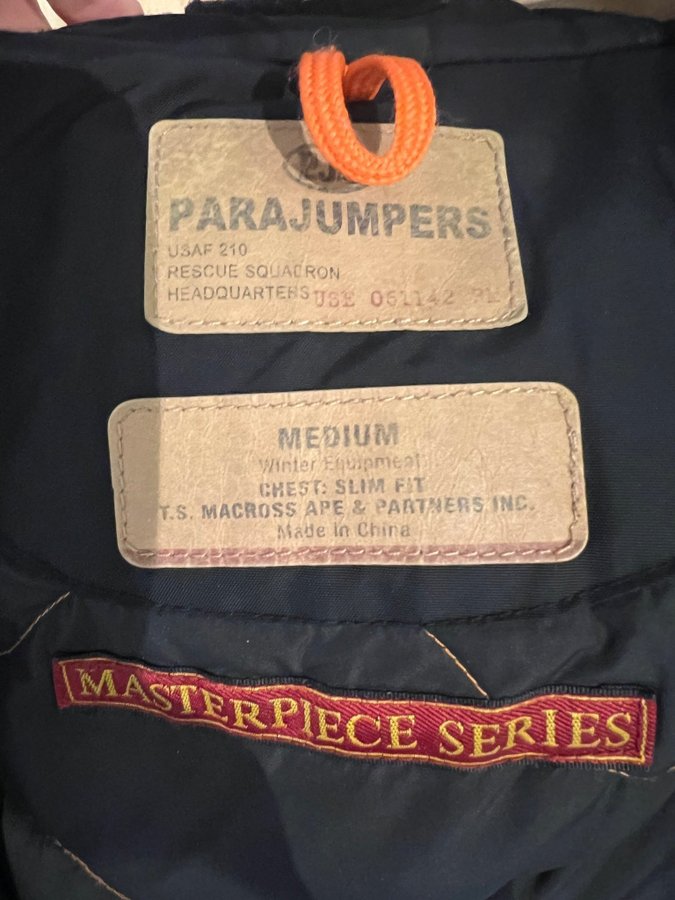 PARAJUMPERS
USAF 210
RESCUE SQUADRON
HEADQUARTERS USE 061142
MEDIUM
Winter Equipment
CHEST: SLIM FIT
T.S. MACROSS APE & PARTNERS INC.
Made in China
MASTERPIECE SERIES